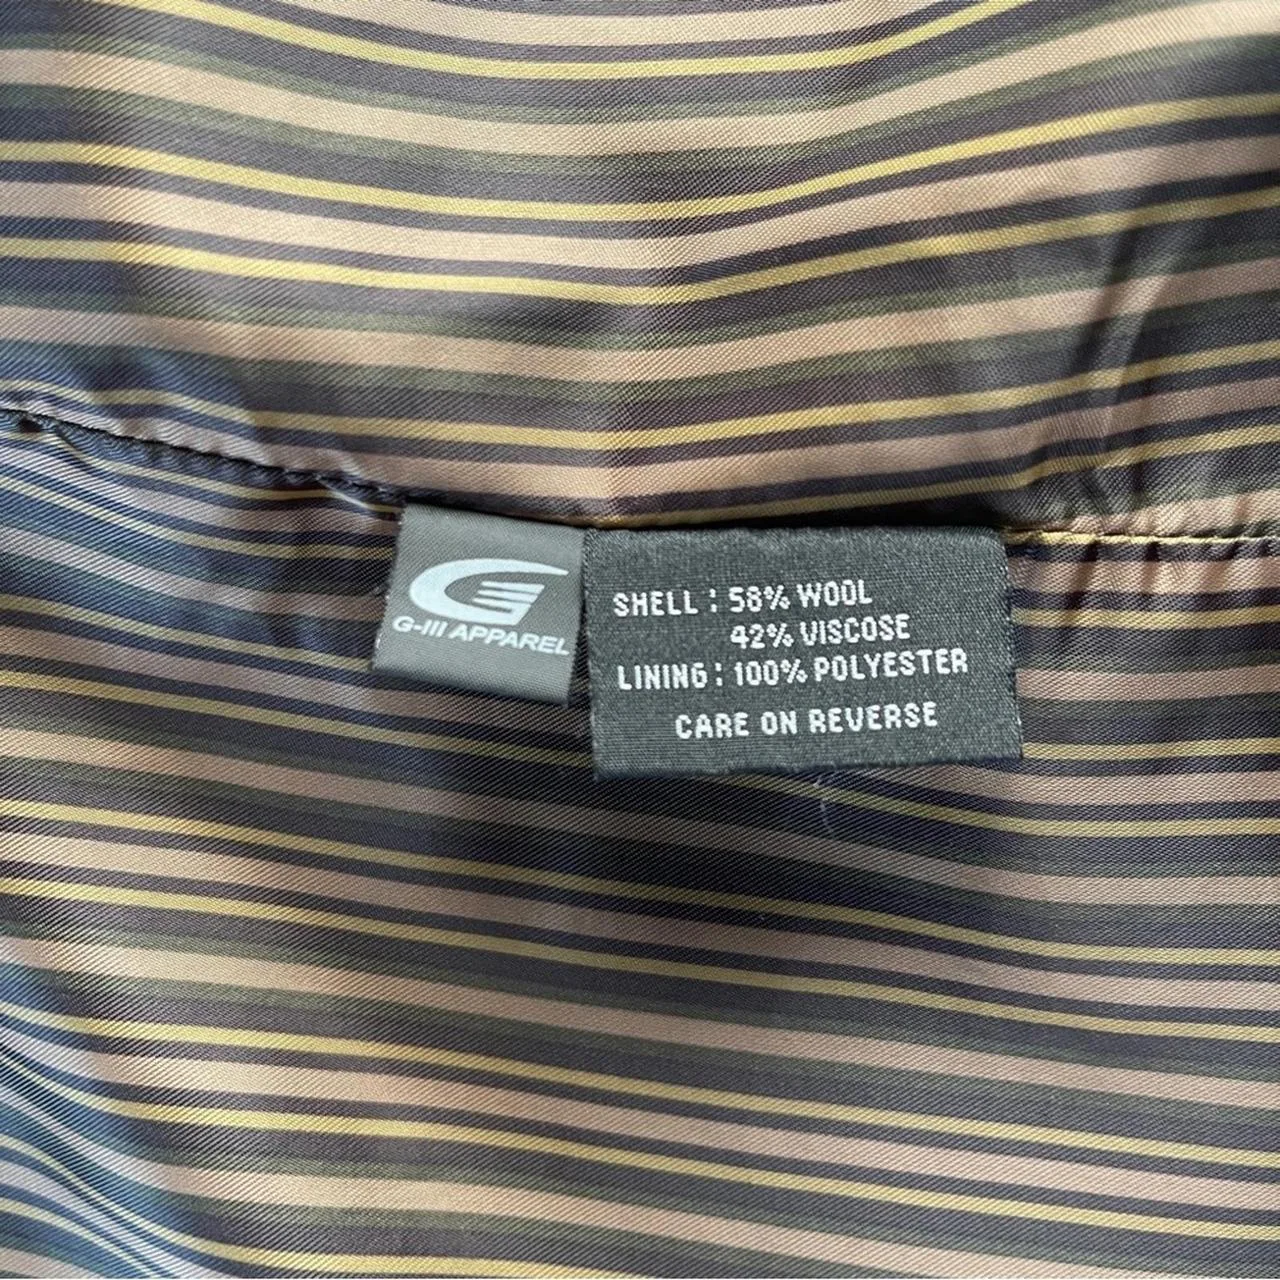 G-III APPAREL
SHELL : 58% WOOL
42% VISCOSE
LINING : 100% POLYESTER
CARE ON REVERSE